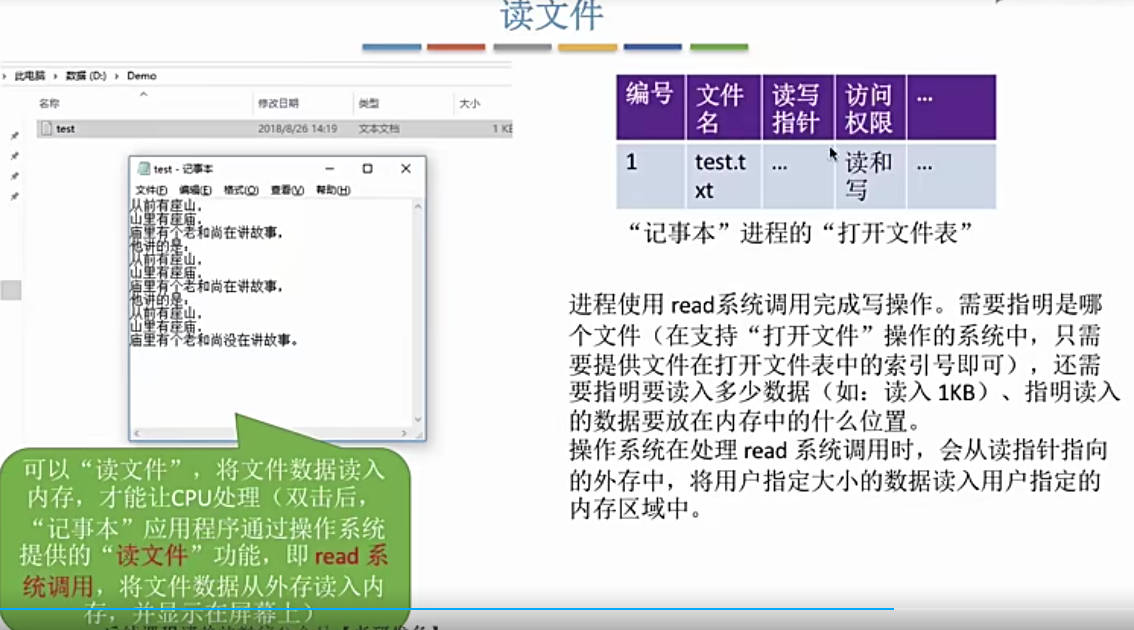 读文件
此电脑 › 数据 (D:) › Demo
名称 修改日期 类型 大小
test 2018/8/26 14:19 文本文档 1 KB
test - 记事本
文件(F) 编辑(E) 格式(O) 查看(V) 帮助(H)
从前有座山，
山里有座庙，
庙里有个老和尚在讲故事，
他讲的是：
从前有座山，
山里有座庙，
庙里有个老和尚在讲故事，
他讲的是：
从前有座山，
山里有座庙，
庙里有个老和尚没在讲故事。
可以“读文件”，将文件数据读入
内存，才能让CPU处理（双击后，
“记事本”应用程序通过操作系统
提供的“读文件”功能，即 read 系
统调用，将文件数据从外存读入内
存，并显示在屏幕上）
编号 文件 读写 访问 ...
名 指针 权限
1 test.t ... 读和 ...
xt 写
“记事本”进程的“打开文件表”
进程使用 read系统调用完成写操作。需要指明是哪
个文件（在支持“打开文件”操作的系统中，只需
要提供文件在打开文件表中的索引号即可），还需
要指明要读入多少数据（如：读入 1KB）、指明读入
的数据要放在内存中的什么位置。
操作系统在处理 read 系统调用时，会从读指针指向
的外存中，将用户指定大小的数据读入用户指定的
内存区域中。